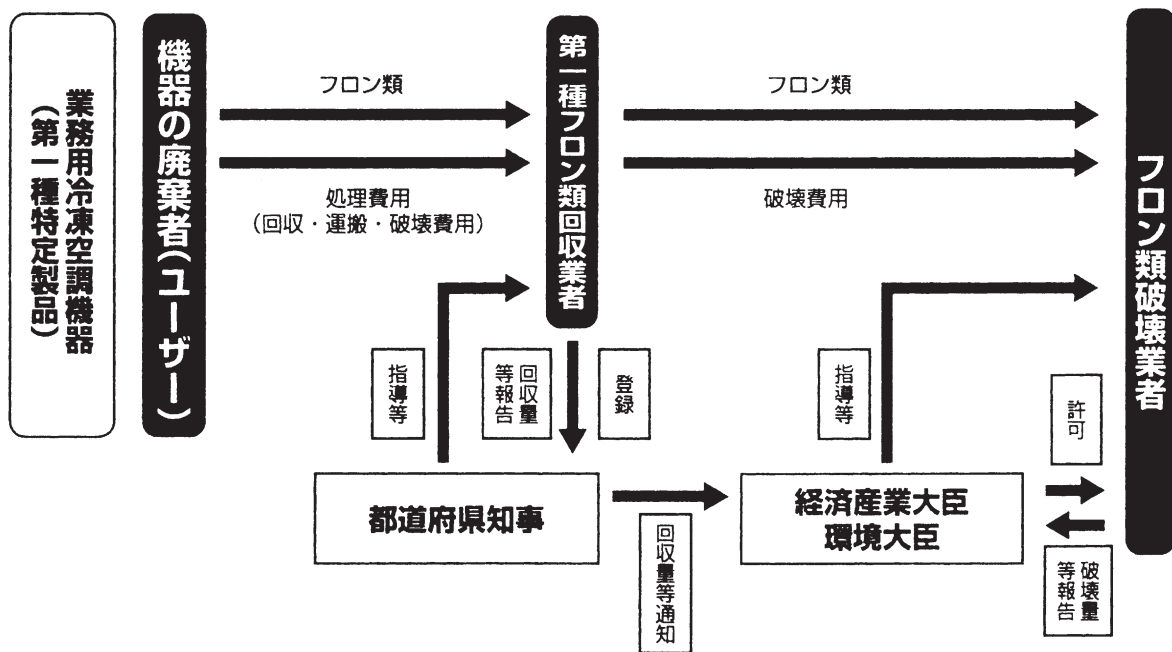 業務用冷凍空調機器
（第一種特定製品）
機器の廃棄者（ユーザー）
フロン類
処理費用
（回収・運搬・破壊費用）
第一種フロン類回収業者
フロン類
破壊費用
フロン類破壊業者
指導等
回収量
等報告
登録
指導等
許可
都道府県知事
回収量等通知
経済産業大臣
環境大臣
破壊量
等報告